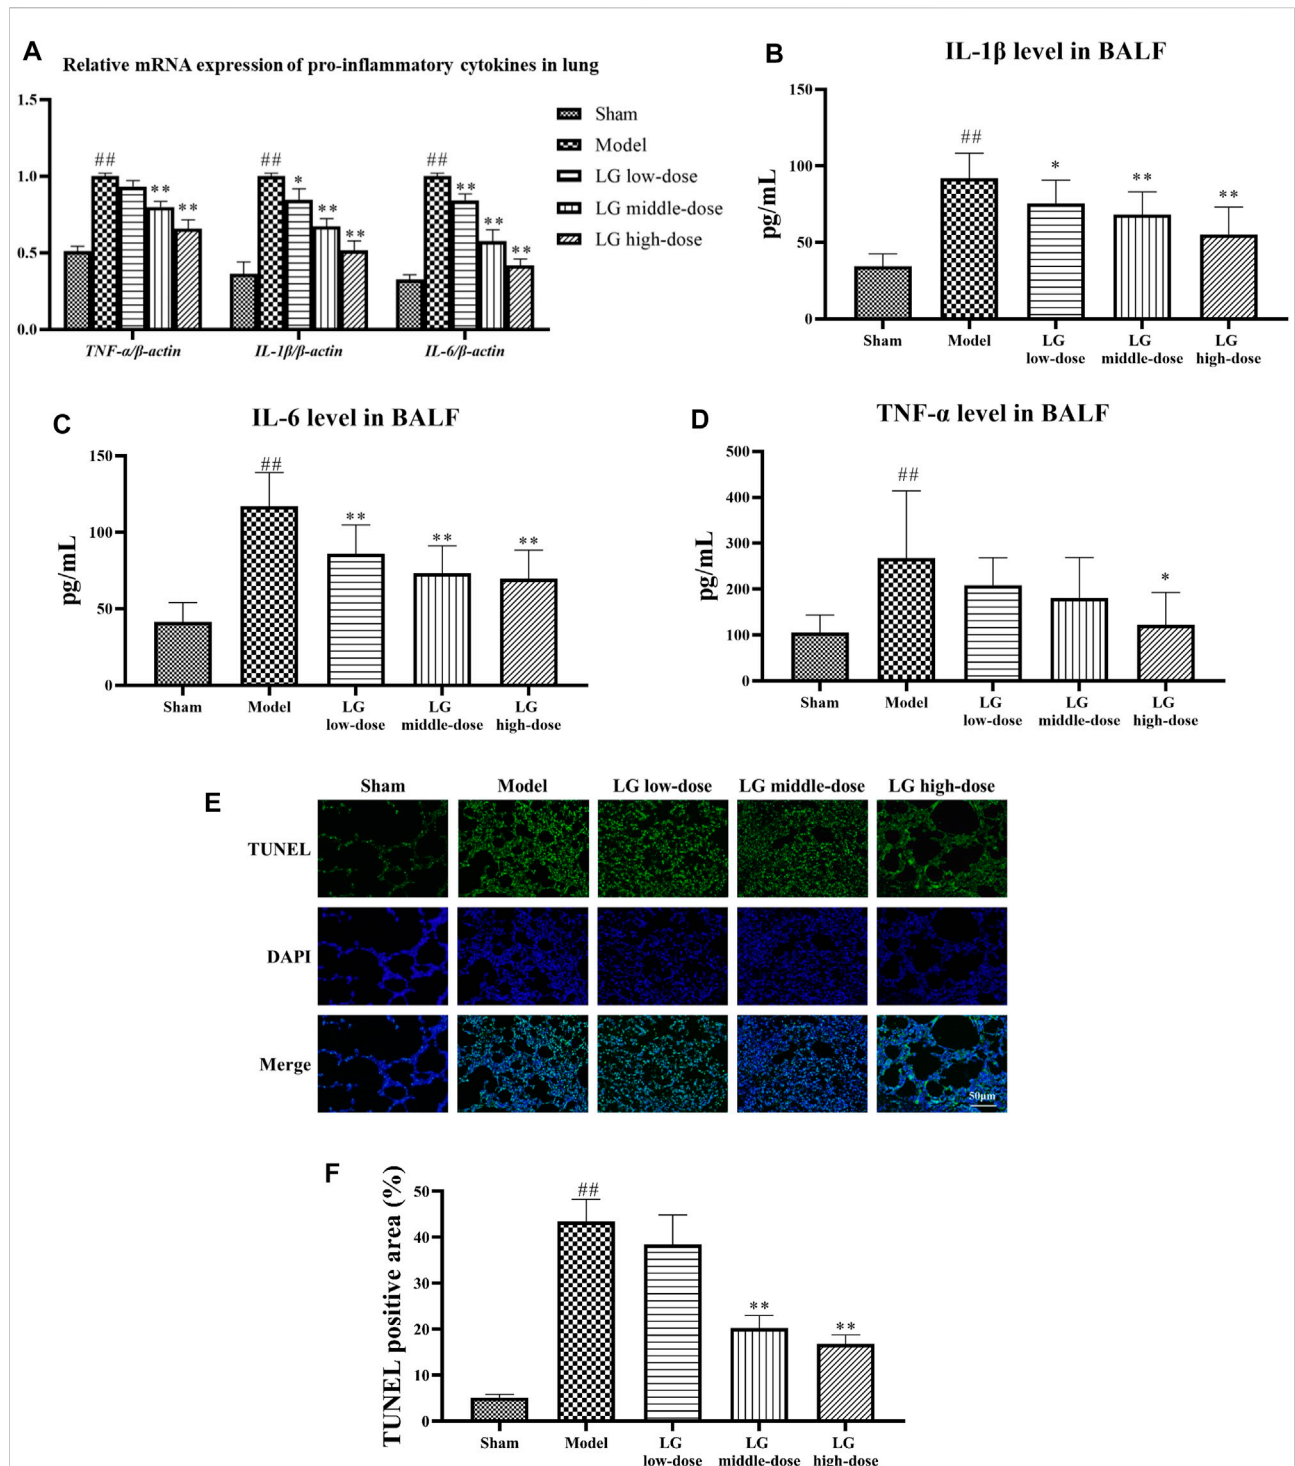 A
Relative mRNA expression of pro-inflammatory cytokines in lung
1.5
1.0
0.5
0.0
##
**
**
##
*
**
**
##
**
**
**
TNF-α/β-actin
IL-1β/β-actin
IL-6/β-actin
Sham
Model
LG low-dose
LG middle-dose
LG high-dose
B
IL-1β level in BALF
pg/mL
150
100
50
0
##
*
**
**
Sham
Model
LG
low-dose
LG
middle-dose
LG
high-dose
C
IL-6 level in BALF
pg/mL
150
100
50
0
##
**
**
**
Sham
Model
LG
low-dose
LG
middle-dose
LG
high-dose
D
TNF-α level in BALF
pg/mL
500
400
300
200
100
0
##
*
Sham
Model
LG
low-dose
LG
middle-dose
LG
high-dose
E
Sham
Model
LG low-dose
LG middle-dose
LG high-dose
TUNEL
DAPI
Merge
50μm
F
TUNEL positive area (%)
50
40
30
20
10
0
##
**
**
Sham
Model
LG
low-dose
LG
middle-dose
LG
high-dose